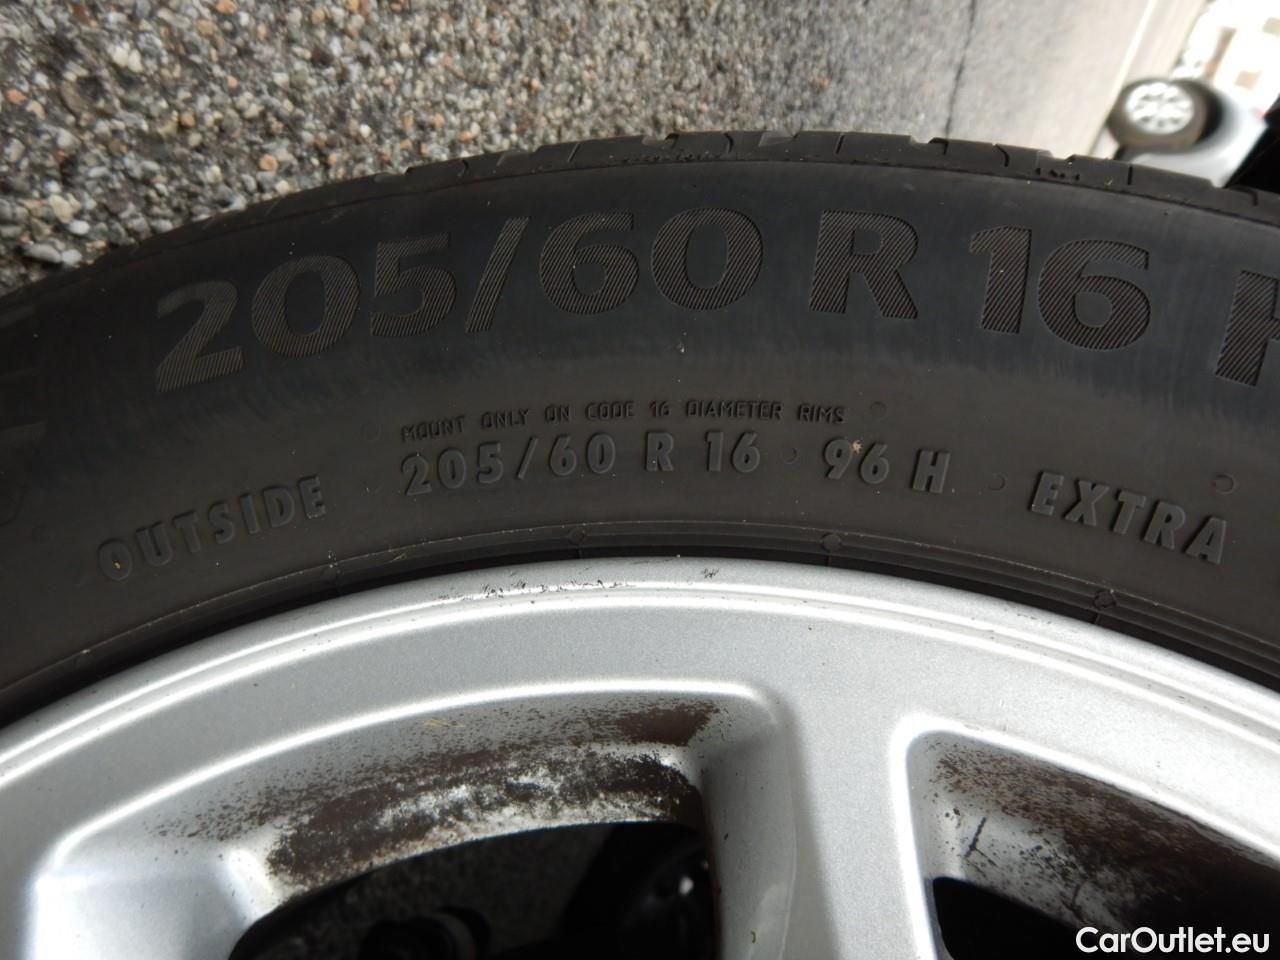 205/60 R 16
MOUNT ONLY ON CODE 16 DIAMETER RIMS
OUTSIDE 205/60 R 16 96 H EXTRA
CarOutlet.eu